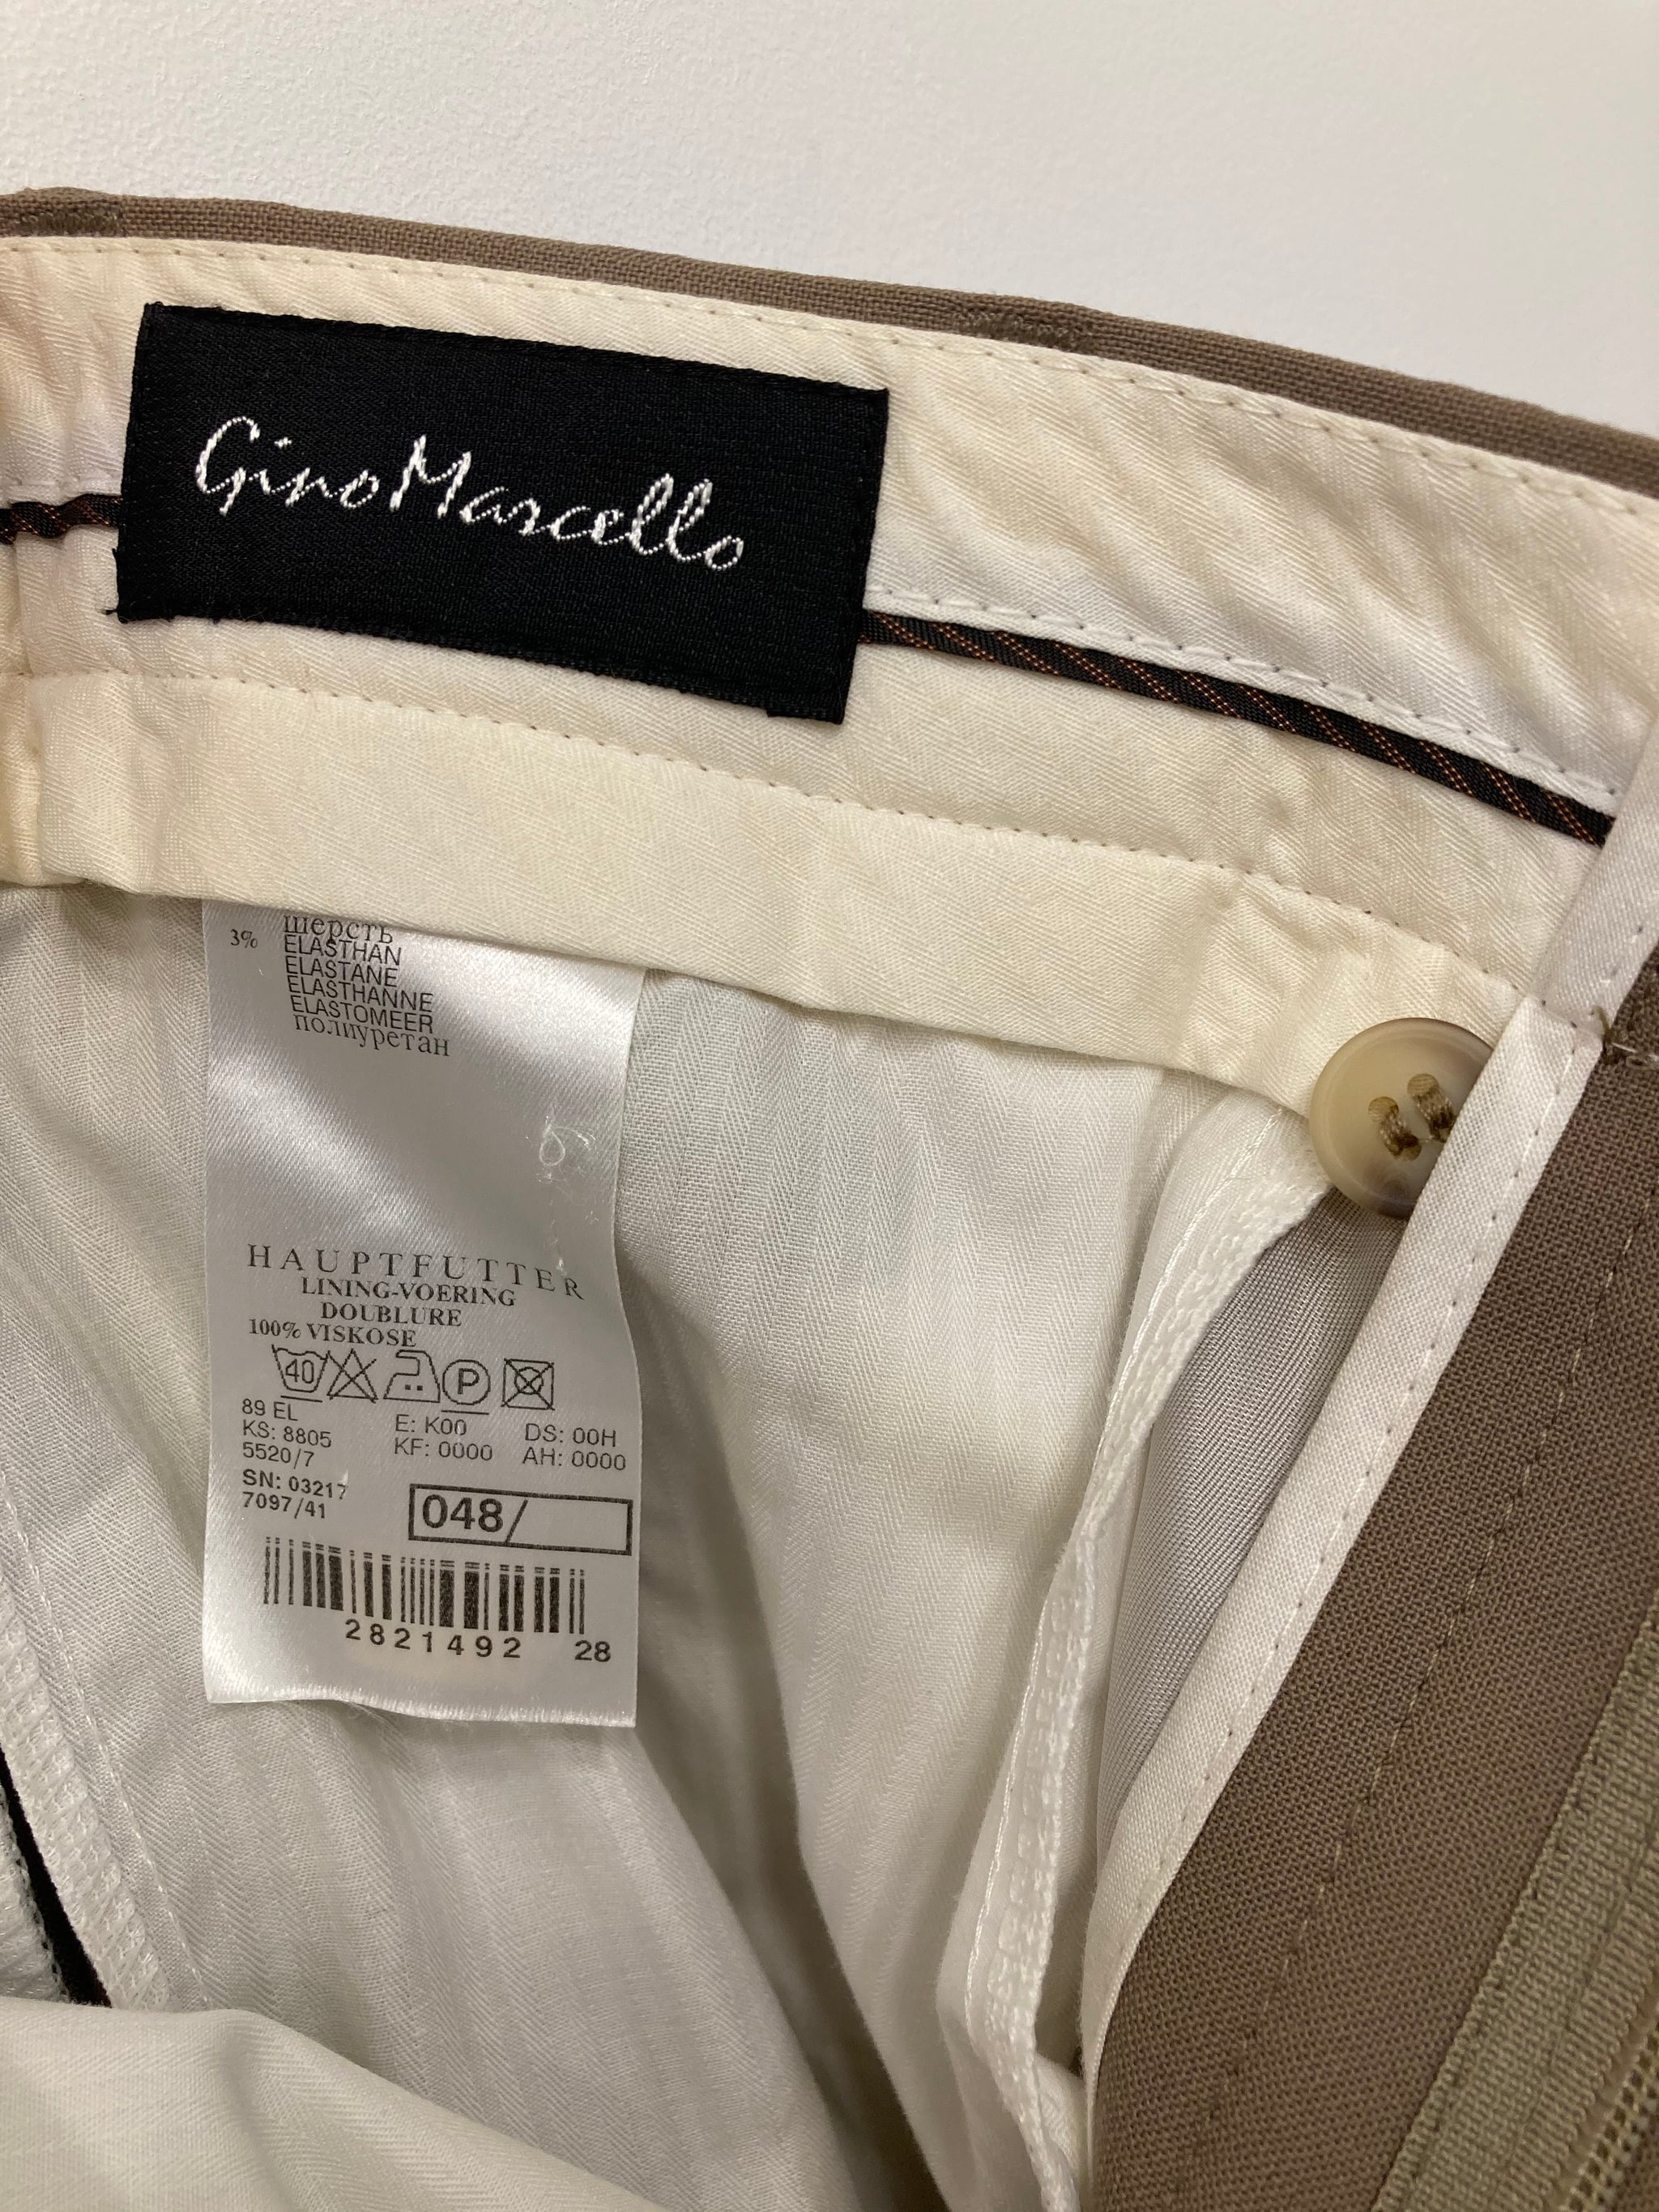 Gino Marcello
шерсть
3% ELASTHAN
ELASTANE
ELASTHANNE
ELASTOMEER
полиуретан
HAUPTFUTTER
LINING-VOERING
DOUBLURE
100% VISKOSE
40 P
89 EL E: K00 DS: 00H
KS: 8805 KF: 0000 AH: 0000
5520/7
SN: 03217
7097/41
048/
2821492 28